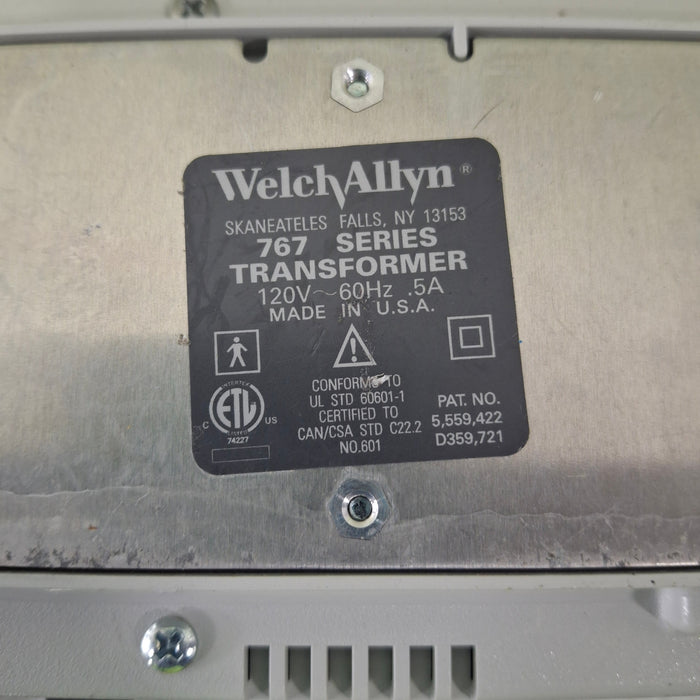 WelchAllyn®
SKANEATELES FALLS, NY 13153
767 SERIES
TRANSFORMER
120V~60Hz .5A
MADE IN U.S.A.
INTERTEK
ETL
LISTED
C US
74227
CONFORMS TO
UL STD 60601-1
CERTIFIED TO
CAN/CSA STD C22.2
NO.601
PAT. NO.
5,559,422
D359,721